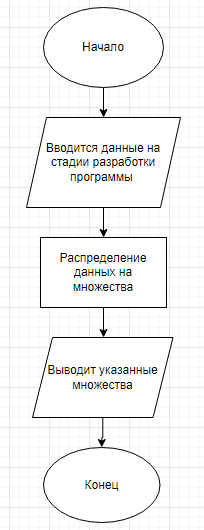 Начало
Вводится данные на
стадии разработки
программы
Распределение
данных на
множества
Выводит указанные
множества
Конец